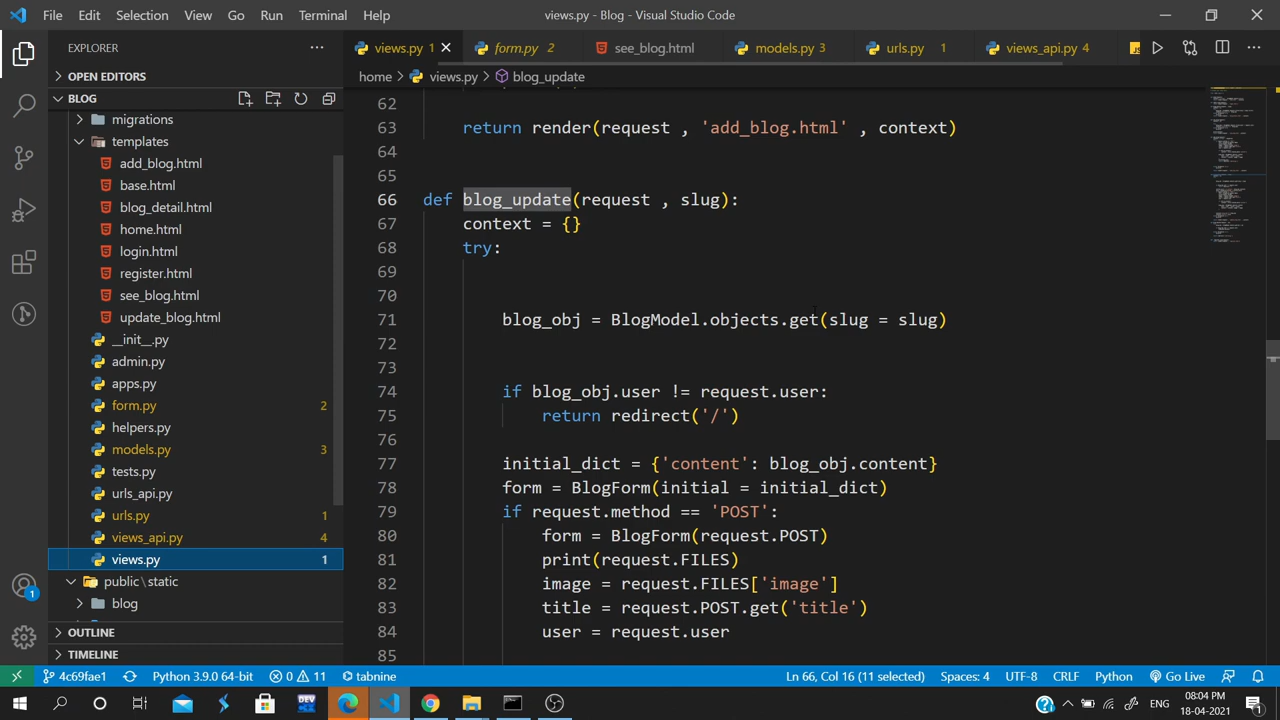 File Edit Selection View Go Run Terminal Help views.py - Blog - Visual Studio Code
EXPLORER
OPEN EDITORS
BLOG
migrations
templates
add_blog.html
base.html
blog_detail.html
home.html
login.html
register.html
see_blog.html
update_blog.html
__init__.py
admin.py
apps.py
form.py 2
helpers.py
models.py 3
tests.py
urls_api.py
urls.py 1
views_api.py 4
views.py 1
public\static
blog
OUTLINE
TIMELINE
views.py 1 form.py 2 see_blog.html models.py 3 urls.py 1 views_api.py 4
home > views.py > blog_update
62
63 return render(request , 'add_blog.html' , context)
64
65
66 def blog_update(request , slug):
67 context = {}
68 try:
69
70
71 blog_obj = BlogModel.objects.get(slug = slug)
72
73
74 if blog_obj.user != request.user:
75 return redirect('/')
76
77 initial_dict = {'content': blog_obj.content}
78 form = BlogForm(initial = initial_dict)
79 if request.method == 'POST':
80 form = BlogForm(request.POST)
81 print(request.FILES)
82 image = request.FILES['image']
83 title = request.POST.get('title')
84 user = request.user
85
1
4c69fae1 Python 3.9.0 64-bit 0 11 tabnine Ln 66, Col 16 (11 selected) Spaces: 4 UTF-8 CRLF Python Go Live
ENG 08:04 PM
18-04-2021